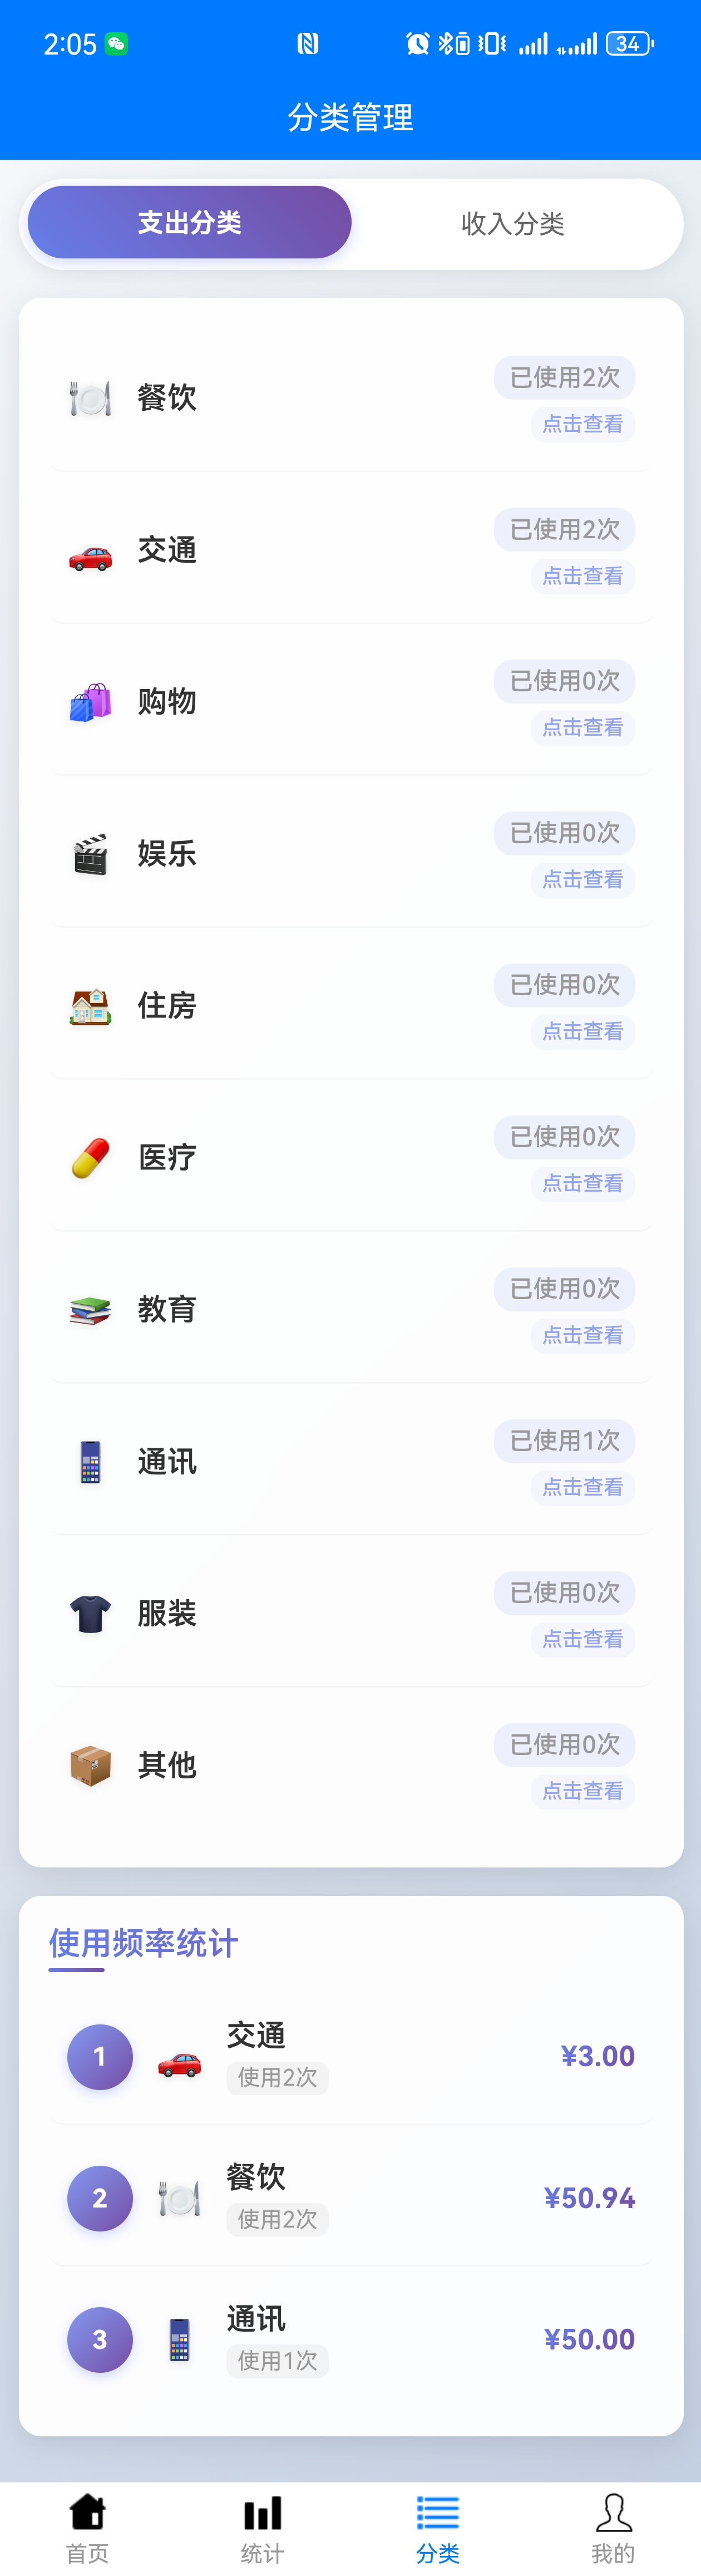 2:05
34
分类管理
支出分类
收入分类
餐饮
已使用2次
点击查看
交通
已使用2次
点击查看
购物
已使用0次
点击查看
娱乐
已使用0次
点击查看
住房
已使用0次
点击查看
医疗
已使用0次
点击查看
教育
已使用0次
点击查看
通讯
已使用1次
点击查看
服装
已使用0次
点击查看
其他
已使用0次
点击查看
使用频率统计
1
交通
使用2次
¥3.00
2
餐饮
使用2次
¥50.94
3
通讯
使用1次
¥50.00
首页
统计
分类
我的